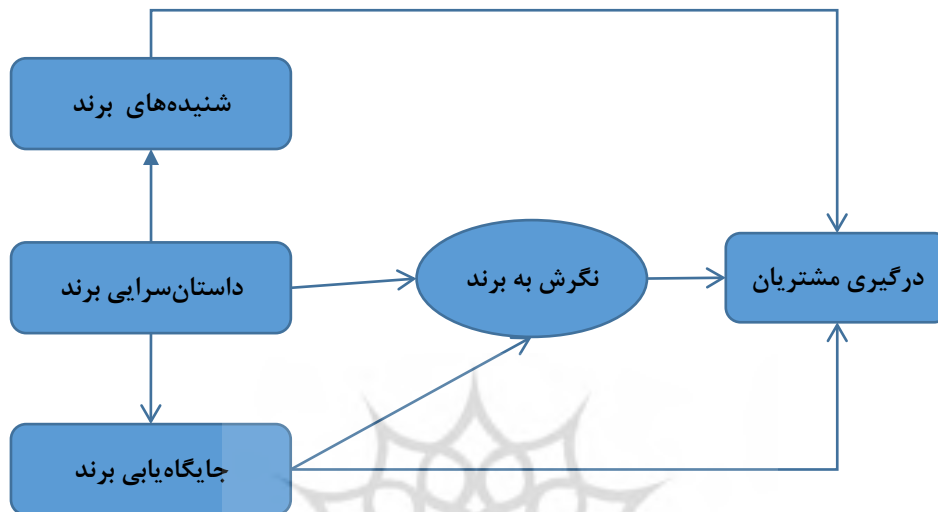 شنیده‌های برند
داستان‌سرایی برند
نگرش به برند
درگیری مشتریان
جایگاه‌یابی برند